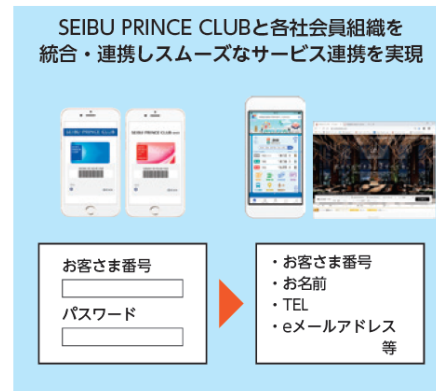 SEIBU PRINCE CLUBと各社会員組織を
統合・連携しスムーズなサービス連携を実現
SEIBU PRINCE CLUB
SEIBU PRINCE CLUB
お客さま番号
パスワード
・お客さま番号
・お名前
・TEL
・eメールアドレス
等